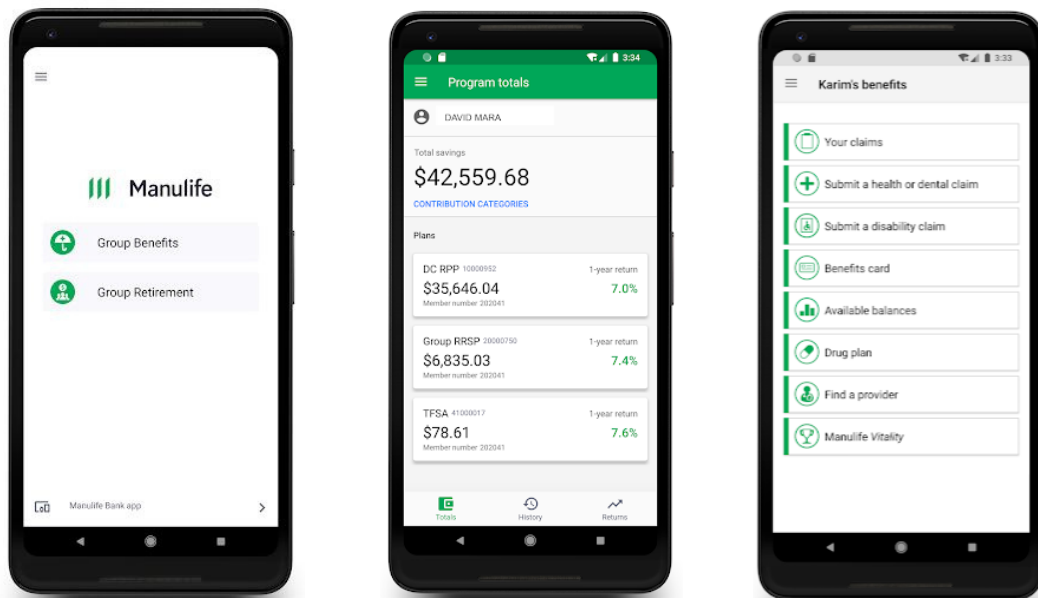 Manulife
Group Benefits
Group Retirement
Manulife Bank app
3:34
Program totals
DAVID MARA
Total savings
$42,559.68
CONTRIBUTION CATEGORIES
Plans
DC RPP 10000952 1-year return
$35,646.04 7.0%
Member number 202041
Group RRSP 20000750 1-year return
$6,835.03 7.4%
Member number 202041
TFSA 41000017 1-year return
$78.61 7.6%
Member number 202041
Totals History Returns
3:33
Karim's benefits
Your claims
Submit a health or dental claim
Submit a disability claim
Benefits card
Available balances
Drug plan
Find a provider
Manulife Vitality